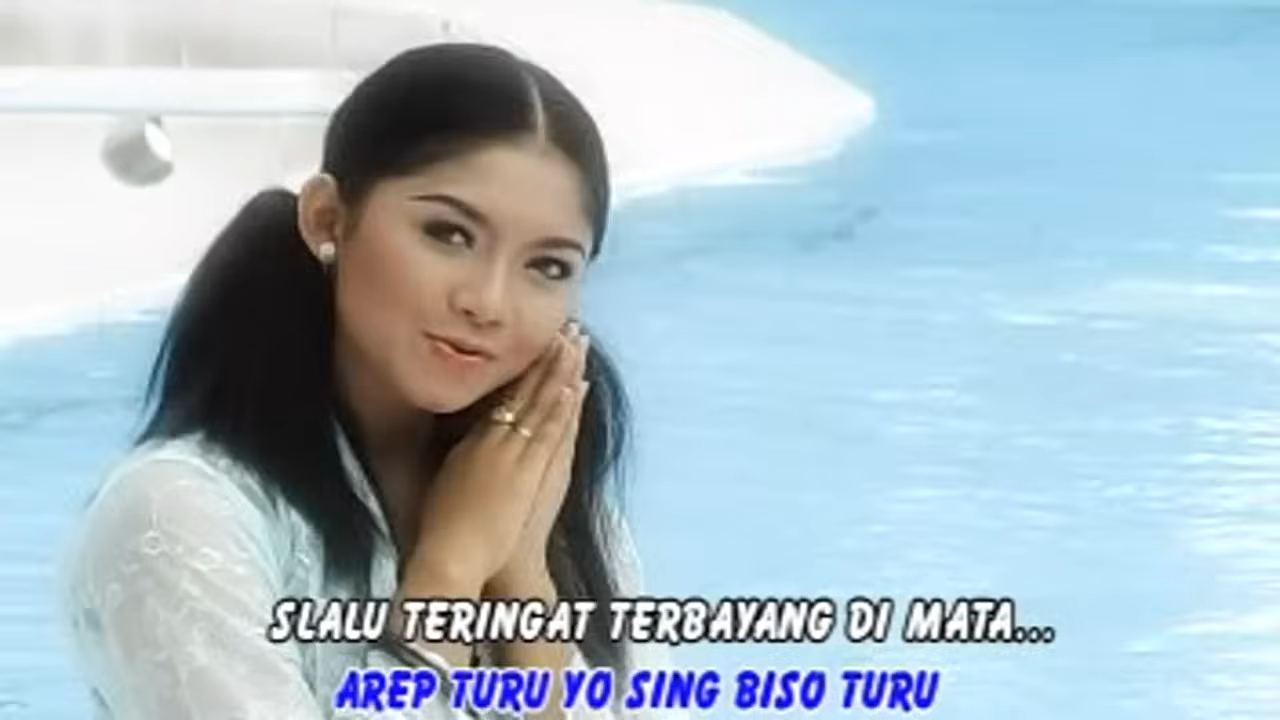 SLALU TERINGAT TERBAYANG DI MATA...
AREP TURU YO SING BISO TURU